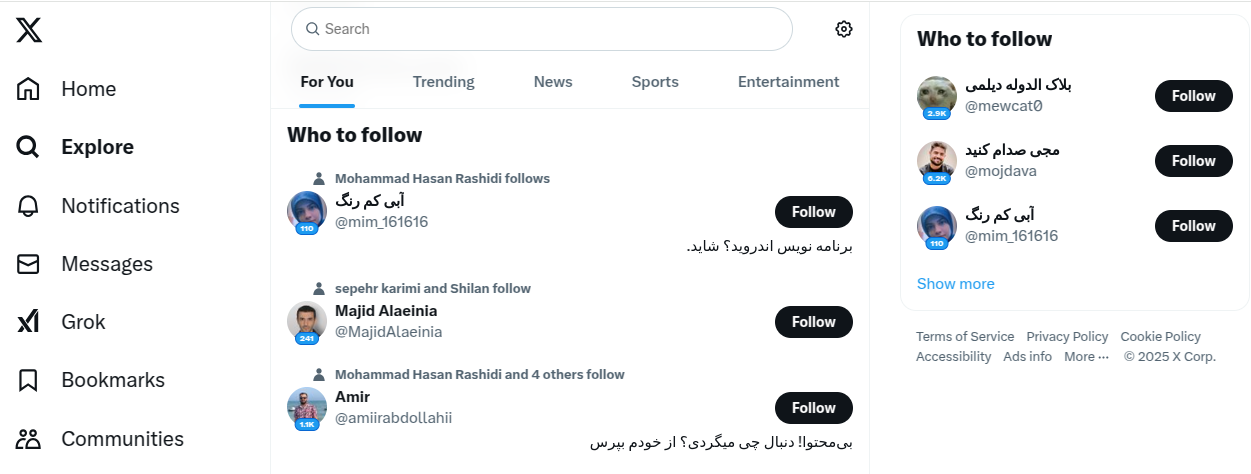 Home
Explore
Notifications
Messages
Grok
Bookmarks
Communities
Search
For You
Trending
News
Sports
Entertainment
Who to follow
Mohammad Hasan Rashidi follows
آبی کم رنگ
@mim_161616
110
Follow
برنامه نویس اندروید؟ شاید.
sepehr karimi and Shilan follow
Majid Alaeinia
@MajidAlaeinia
241
Follow
Mohammad Hasan Rashidi and 4 others follow
Amir
@amiirabdollahii
1.1K
Follow
بی‌محتوا! دنبال چی میگردی؟ از خودم بپرس
Who to follow
بلاک الدوله دیلمی
@mewcat0
2.9K
Follow
مجی صدام کنید
@mojdava
6.2K
Follow
آبی کم رنگ
@mim_161616
110
Follow
Show more
Terms of Service Privacy Policy Cookie Policy
Accessibility Ads info More ··· © 2025 X Corp.